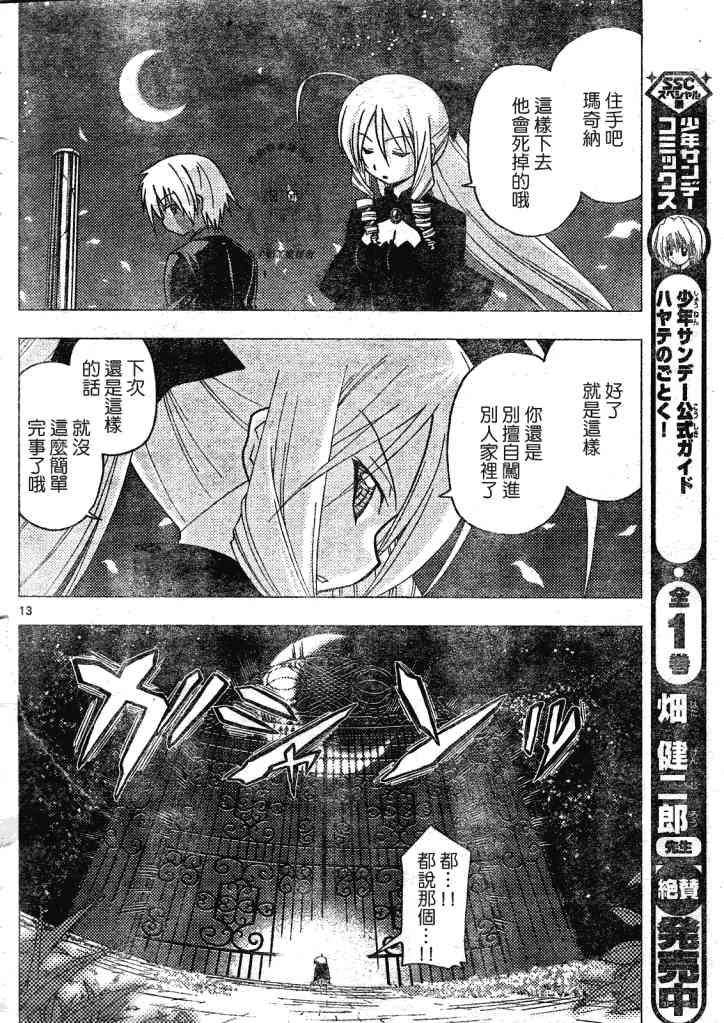 住手吧
瑪奇納
這樣下去
他會死掉的哦
好了
就是這樣
你還是
別擅自闖進
別人家裡了
下次
還是這樣
的話
就沒
這麼簡單
完事了哦
13
ガシャン
都…!!
都說那個…!!
SSC
スペシャル
版
少年サンデー
コミックス
少年サンデー公式ガイド
ハヤテのごとく!
全1巻
畑健二郎先生
絶賛
発売中